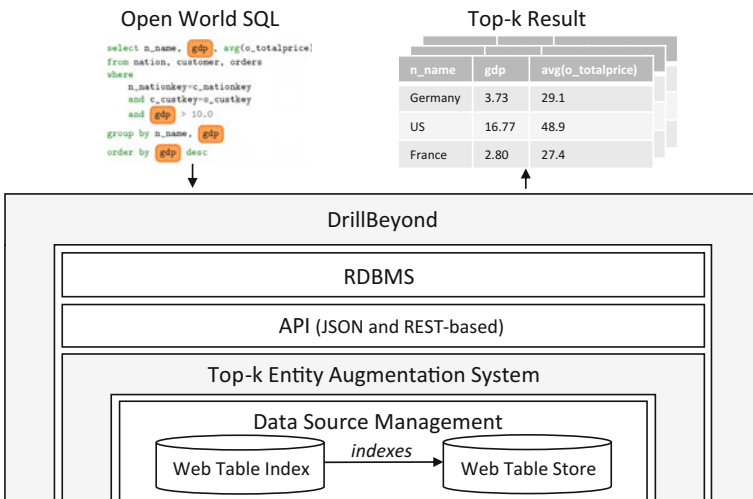 Open World SQL
select n_name, gdp, avg(o_totalprice)
from nation, customer, orders
where
n_nationkey=c_nationkey
and c_custkey=o_custkey
and gdp > 10.0
group by n_name, gdp
order by gdp desc
Top-k Result
n_name gdp avg(o_totalprice)
Germany 3.73 29.1
US 16.77 48.9
France 2.80 27.4
DrillBeyond
RDBMS
API (JSON and REST-based)
Top-k Entity Augmentation System
Data Source Management
Web Table Index
indexes
Web Table Store